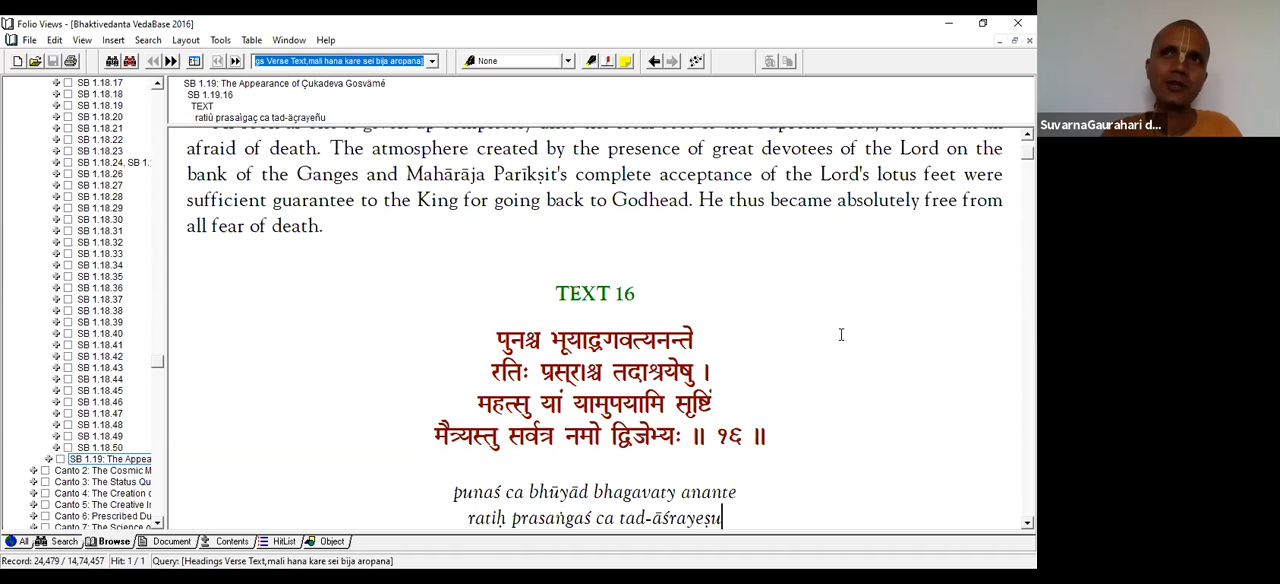 Folio Views - [Bhaktivedanta VedaBase 2016]
File Edit View Insert Search Layout Tools Table Window Help
gs Verse Text,mali hana kare sei bija aropana]
None
SB 1.18.17
SB 1.18.18
SB 1.18.19
SB 1.18.20
SB 1.18.21
SB 1.18.22
SB 1.18.23
SB 1.18.24, SB 1.
SB 1.18.26
SB 1.18.27
SB 1.18.28
SB 1.18.29
SB 1.18.30
SB 1.18.31
SB 1.18.32
SB 1.18.33
SB 1.18.34
SB 1.18.35
SB 1.18.36
SB 1.18.37
SB 1.18.38
SB 1.18.39
SB 1.18.40
SB 1.18.41
SB 1.18.42
SB 1.18.43
SB 1.18.44
SB 1.18.45
SB 1.18.46
SB 1.18.47
SB 1.18.48
SB 1.18.49
SB 1.18.50
SB 1.19: The Appea
Canto 2: The Cosmic M
Canto 3: The Status Qu
Canto 4: The Creation o
Canto 5: The Creative I
Canto 6: Prescribed Du
Canto 7: The Science o
SB 1.19: The Appearance of Çukadeva Gosvämé
SB 1.19.16
TEXT
ratiù prasaìgaç ca tad-äçrayeñu
afraid of death. The atmosphere created by the presence of great devotees of the Lord on the
bank of the Ganges and Mahārāja Parīkṣit's complete acceptance of the Lord's lotus feet were
sufficient guarantee to the King for going back to Godhead. He thus became absolutely free from
all fear of death.
TEXT 16
पुनश्च भूयाद्भगवत्यनन्ते
रतिः प्रस्राश्च तदाश्रयेषु ।
महत्सु यां यामुपयामि सृष्टिं
मैत्र्यस्तु सर्वत्र नमो द्विजेभ्यः ॥ १६ ॥
punaś ca bhūyād bhagavaty anante
ratiḥ prasaṅgaś ca tad-āśrayeṣu
All Search Browse Document Contents HitList Object
Record: 24,479 / 14,74,457 Hit: 1 / 1 Query: [Headings Verse Text,mali hana kare sei bija aropana]
SuvarnaGaurahari d...